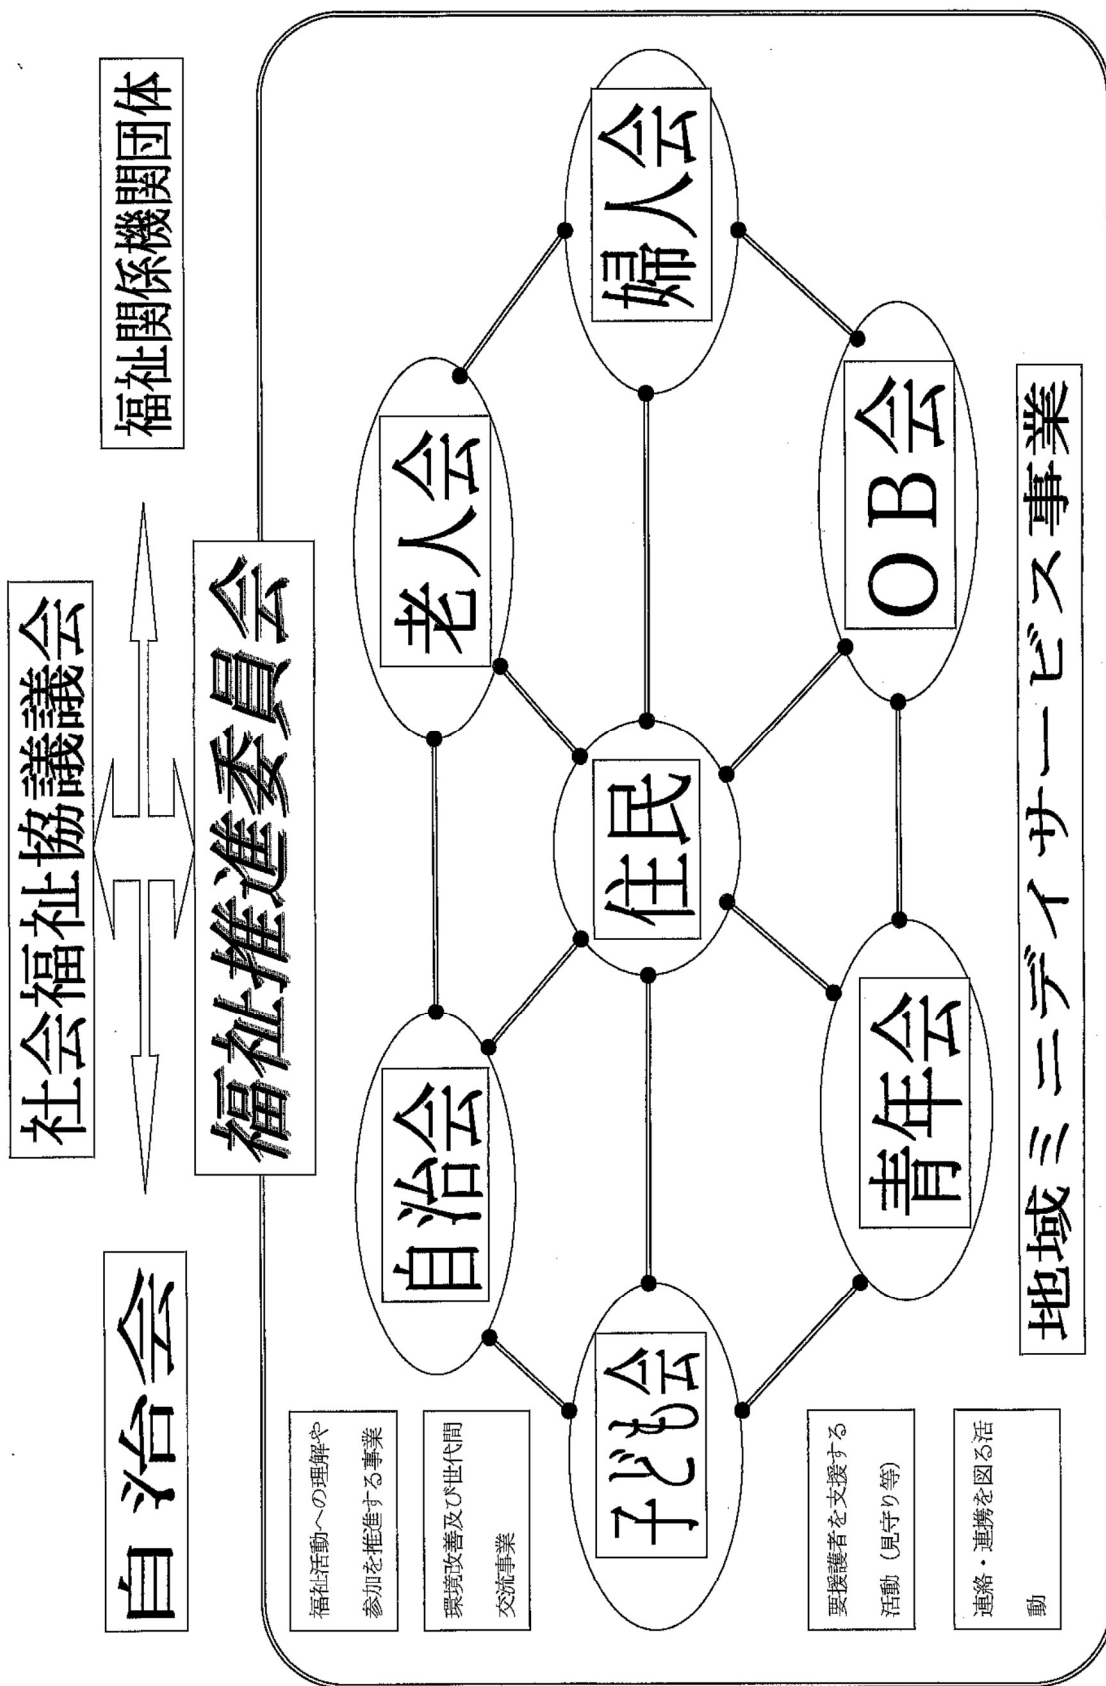 社会福祉協議議会
自治会
福祉関係機関団体
福祉推進委員会
福祉活動への理解や
参加を推進する事業
環境改善及び世代間
交流事業
自治会
老人会
子ども会
住民
婦人会
青年会
OB会
要援護者を支援する
活動（見守り等）
連絡・連携を図る活
動
地域ミニデイサービス事業